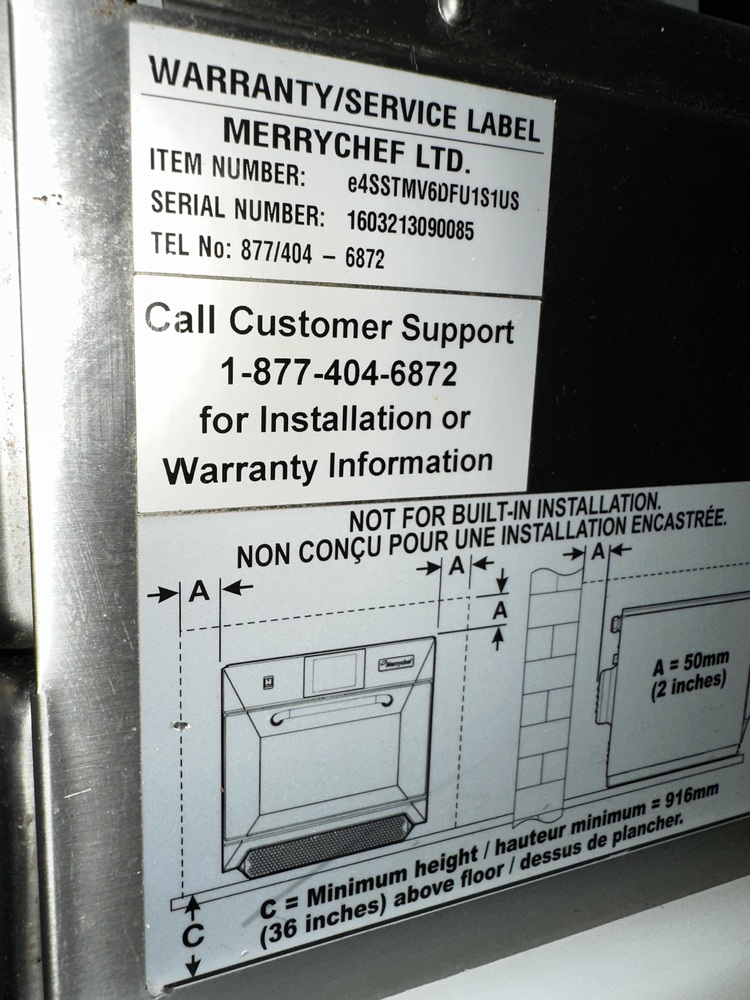 WARRANTY/SERVICE LABEL
MERRYCHEF LTD.
ITEM NUMBER: e4SSTMV6DFU1S1US
SERIAL NUMBER: 1603213090085
TEL No: 877/404 – 6872
Call Customer Support
1-877-404-6872
for Installation or
Warranty Information
NOT FOR BUILT-IN INSTALLATION.
NON CONÇU POUR UNE INSTALLATION ENCASTRÉE.
A
A
A
A
Merrychef
A = 50mm
(2 inches)
C = Minimum height / hauteur minimum = 916mm
(36 inches) above floor / dessus de plancher.
C